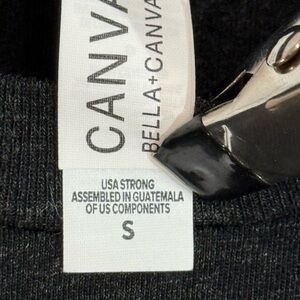 CANVA
BELLA+CANVA
USA STRONG
ASSEMBLED IN GUATEMALA
OF US COMPONENTS
S